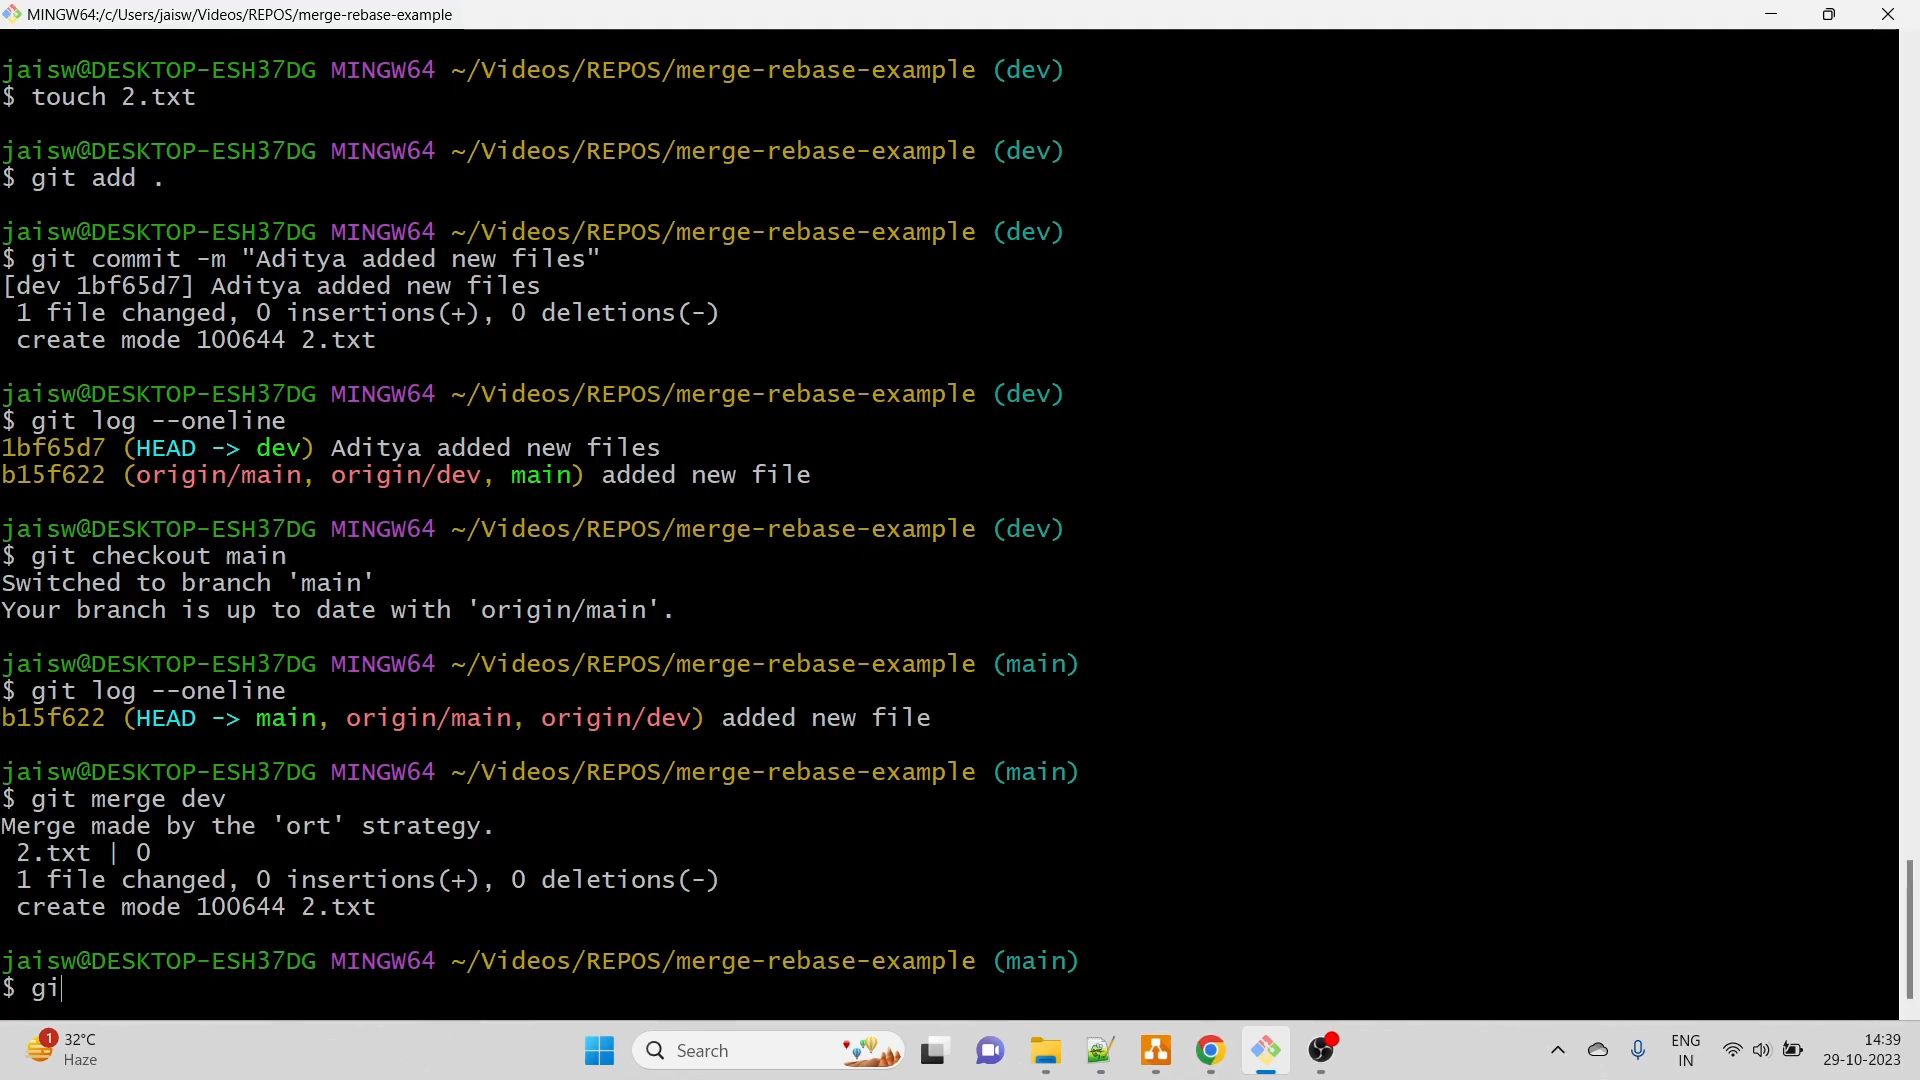 MINGW64:/c/Users/jaisw/Videos/REPOS/merge-rebase-example
jaisw@DESKTOP-ESH37DG MINGW64 ~/Videos/REPOS/merge-rebase-example (dev)
$ touch 2.txt
jaisw@DESKTOP-ESH37DG MINGW64 ~/Videos/REPOS/merge-rebase-example (dev)
$ git add .
jaisw@DESKTOP-ESH37DG MINGW64 ~/Videos/REPOS/merge-rebase-example (dev)
$ git commit -m "Aditya added new files"
[dev 1bf65d7] Aditya added new files
1 file changed, 0 insertions(+), 0 deletions(-)
create mode 100644 2.txt
jaisw@DESKTOP-ESH37DG MINGW64 ~/Videos/REPOS/merge-rebase-example (dev)
$ git log --oneline
1bf65d7 (HEAD -> dev) Aditya added new files
b15f622 (origin/main, origin/dev, main) added new file
jaisw@DESKTOP-ESH37DG MINGW64 ~/Videos/REPOS/merge-rebase-example (dev)
$ git checkout main
Switched to branch 'main'
Your branch is up to date with 'origin/main'.
jaisw@DESKTOP-ESH37DG MINGW64 ~/Videos/REPOS/merge-rebase-example (main)
$ git log --oneline
b15f622 (HEAD -> main, origin/main, origin/dev) added new file
jaisw@DESKTOP-ESH37DG MINGW64 ~/Videos/REPOS/merge-rebase-example (main)
$ git merge dev
Merge made by the 'ort' strategy.
2.txt | 0
1 file changed, 0 insertions(+), 0 deletions(-)
create mode 100644 2.txt
jaisw@DESKTOP-ESH37DG MINGW64 ~/Videos/REPOS/merge-rebase-example (main)
$ gi
1
32°C
Haze
Search
ENG
IN
14:39
29-10-2023